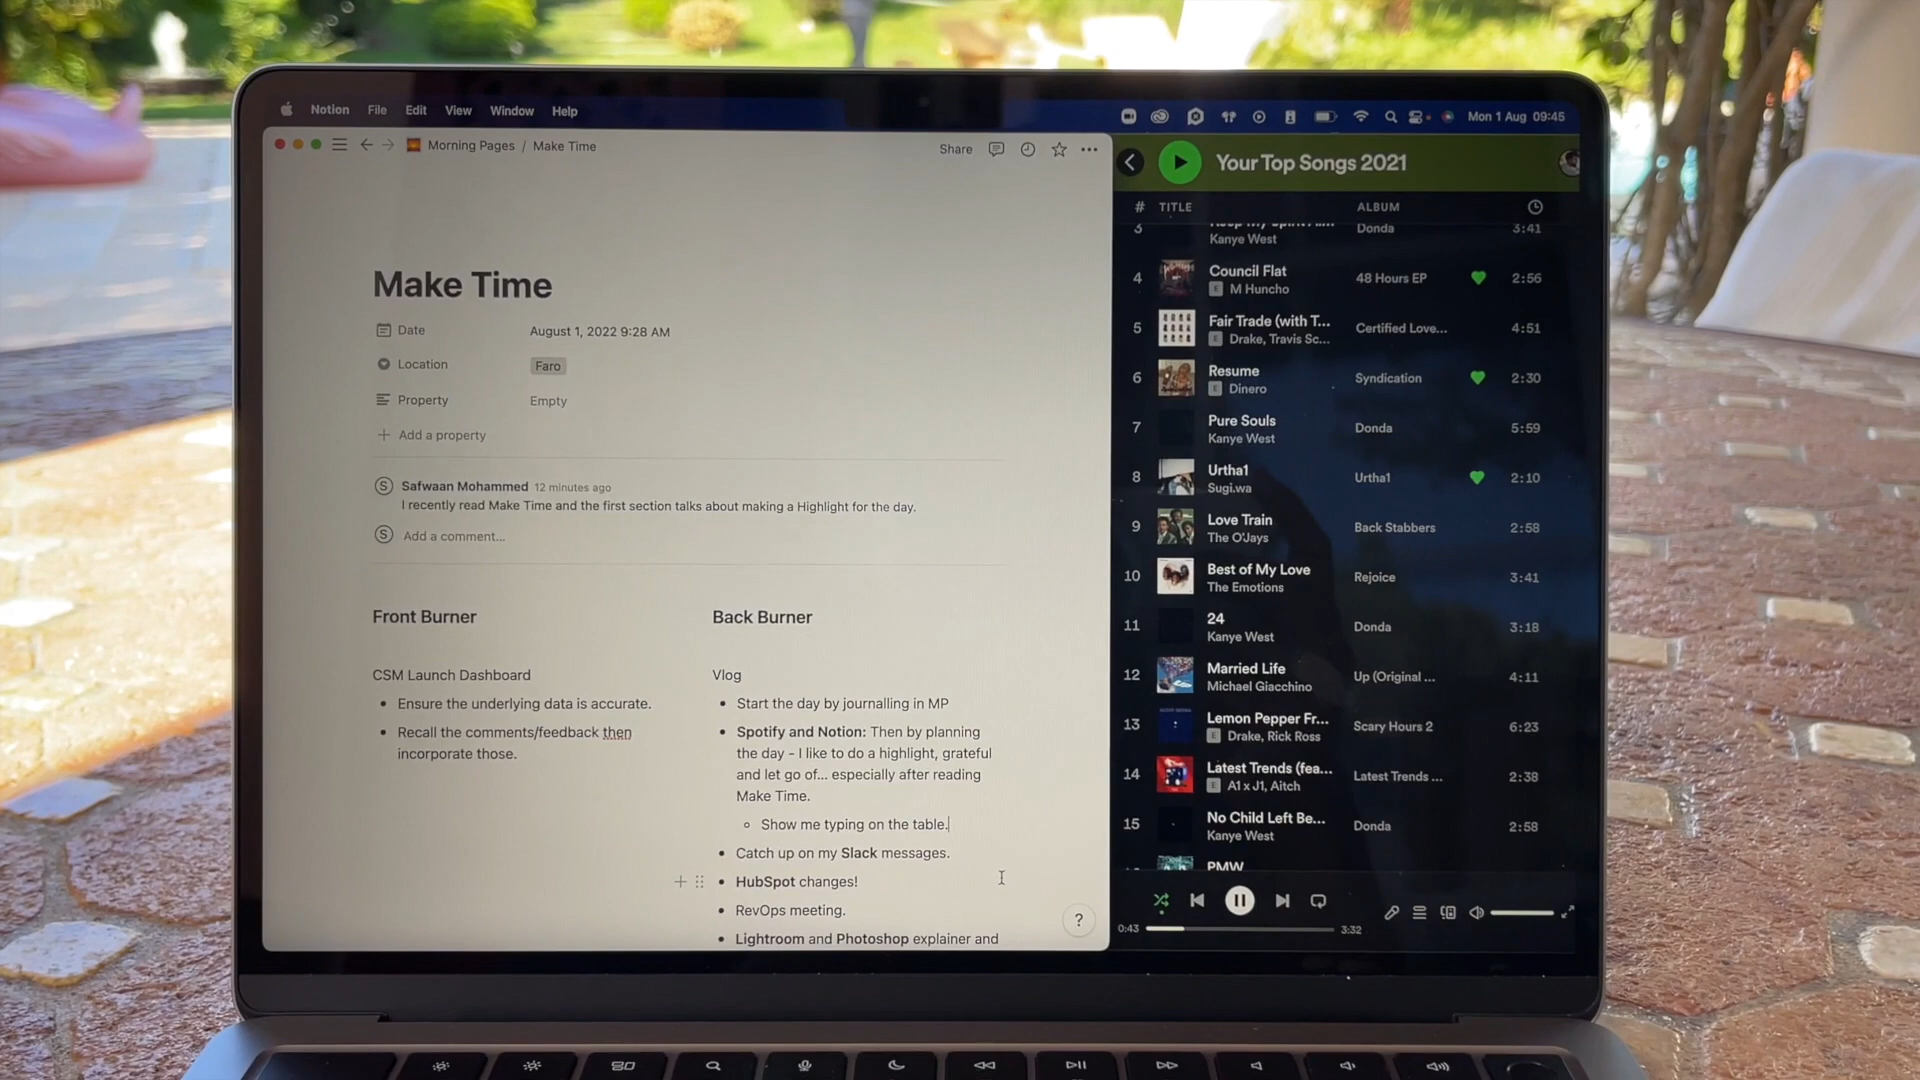 Notion File Edit View Window Help
Mon 1 Aug 09:45
Morning Pages / Make Time
Share
Make Time
Date August 1, 2022 9:28 AM
Location Faro
Property Empty
Add a property
S Safwaan Mohammed 12 minutes ago
I recently read Make Time and the first section talks about making a Highlight for the day.
S Add a comment...
Front Burner
CSM Launch Dashboard
• Ensure the underlying data is accurate.
• Recall the comments/feedback then
incorporate those.
Back Burner
Vlog
• Start the day by journalling in MP
• Spotify and Notion: Then by planning
the day - I like to do a highlight, grateful
and let go of... especially after reading
Make Time.
Show me typing on the table.
• Catch up on my Slack messages.
• HubSpot changes!
• RevOps meeting.
• Lightroom and Photoshop explainer and
?
Your Top Songs 2021
# TITLE ALBUM
3 Donda 3:41
Kanye West
4 Council Flat 48 Hours EP 2:56
E M Huncho
5 Fair Trade (with T... Certified Love... 4:51
E Drake, Travis Sc...
6 Resume Syndication 2:30
E Dinero
7 Pure Souls Donda 5:59
Kanye West
8 Urtha1 Urtha1 2:10
Sugi.wa
9 Love Train Back Stabbers 2:58
The O'Jays
10 Best of My Love Rejoice 3:41
The Emotions
11 24 Donda 3:18
Kanye West
12 Married Life Up (Original ... 4:11
Michael Giacchino
13 Lemon Pepper Fr... Scary Hours 2 6:23
E Drake, Rick Ross
14 Latest Trends (fea... Latest Trends ... 2:38
E A1 x J1, Aitch
15 No Child Left Be... Donda 2:58
Kanye West
PMW
0:43 3:32